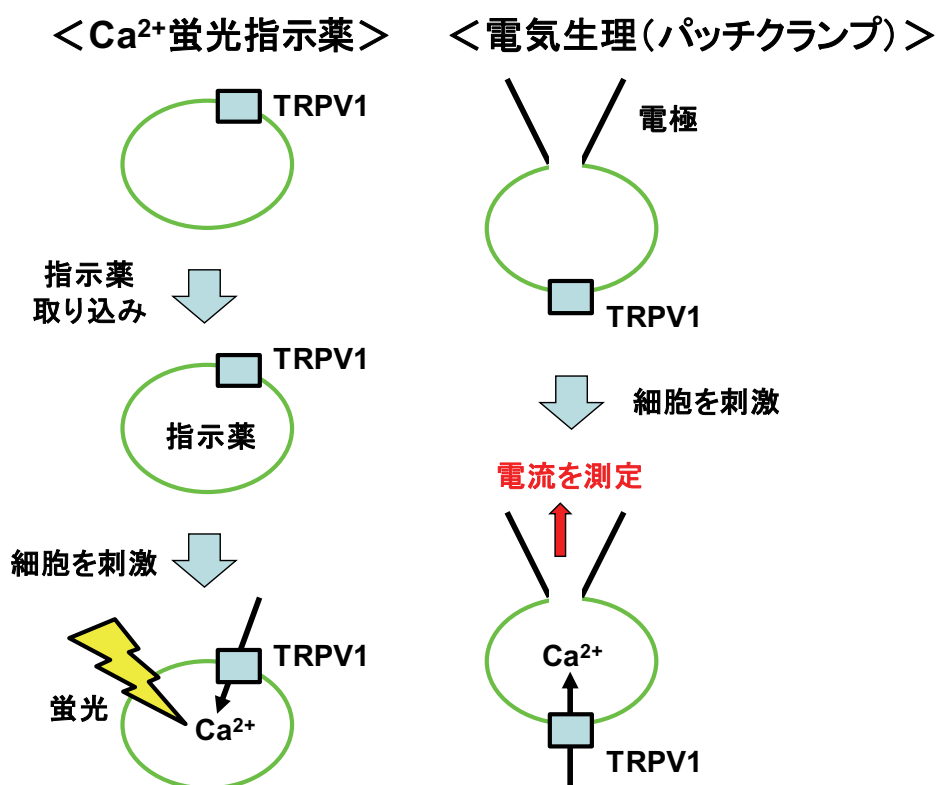 ＜Ca²⁺蛍光指示薬＞
TRPV1
指示薬
取り込み
TRPV1
指示薬
細胞を刺激
TRPV1
蛍光
Ca²⁺
＜電気生理(パッチクランプ)＞
電極
TRPV1
細胞を刺激
電流を測定
Ca²⁺
TRPV1